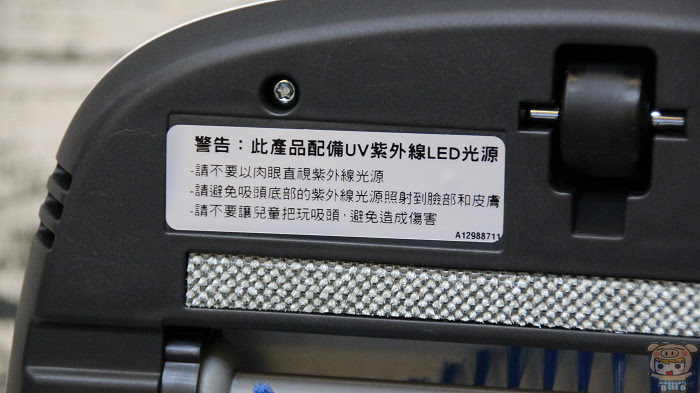 警告：此產品配備UV紫外線LED光源
-請不要以肉眼直視紫外線光源
-請避免吸頭底部的紫外線光源照射到臉部和皮膚
-請不要讓兒童把玩吸頭，避免造成傷害
A12988711